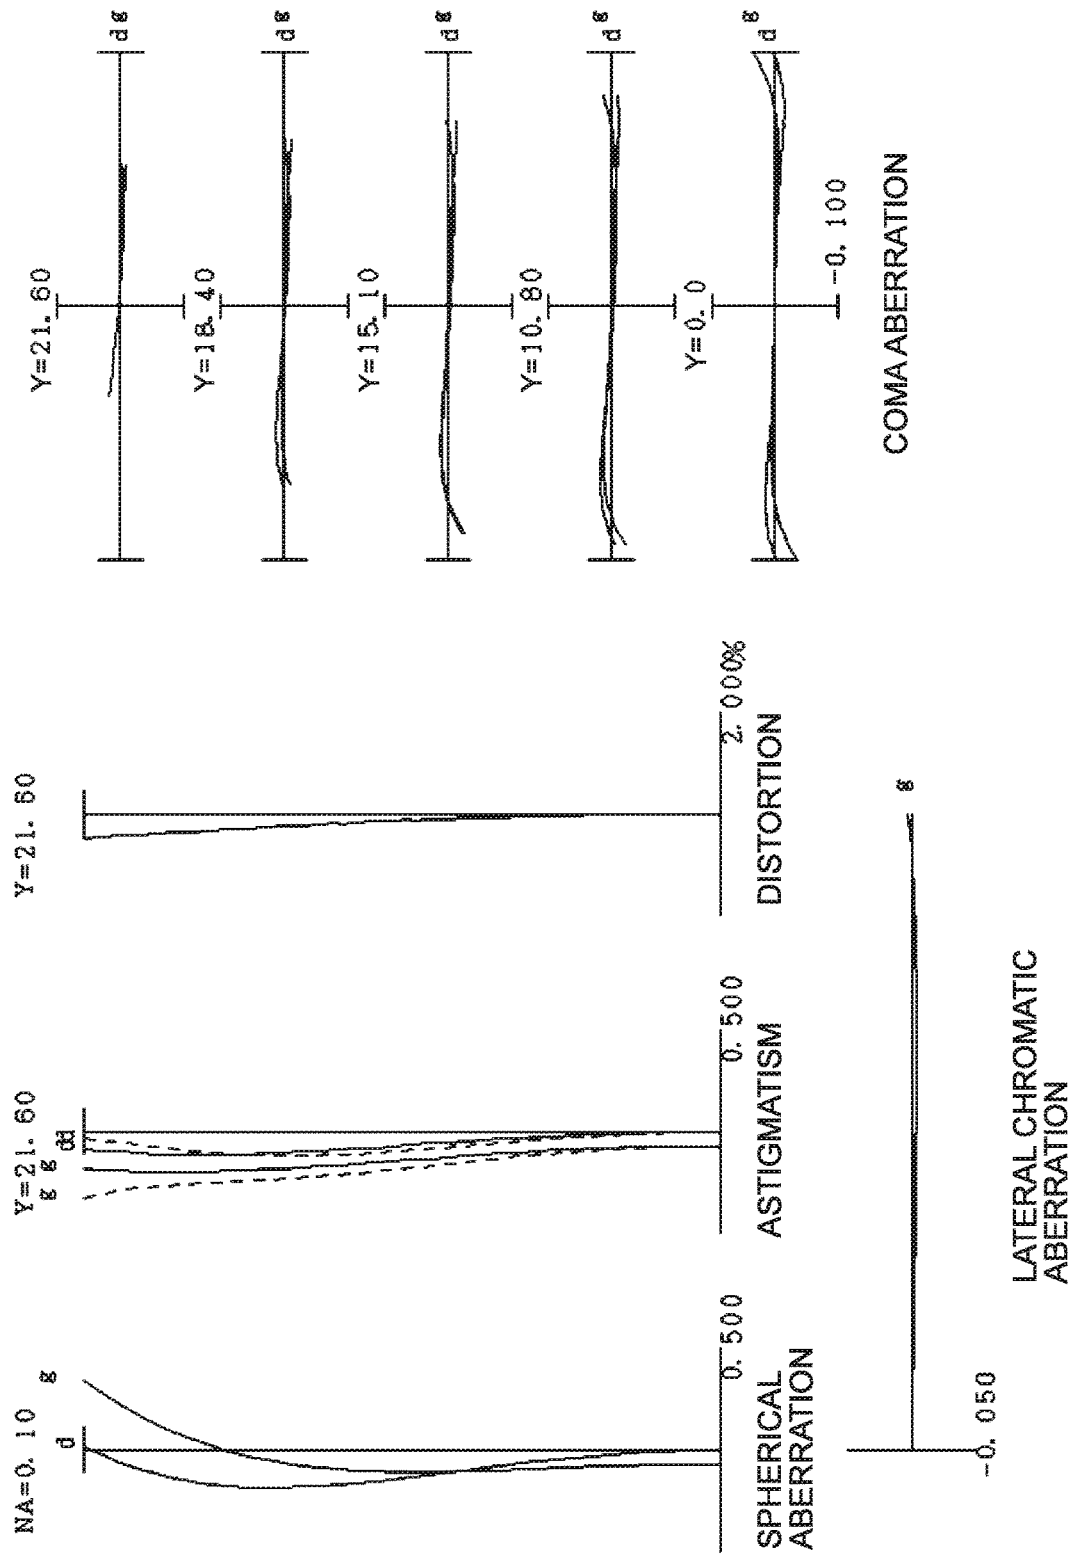 NA=0.10
d
g
0.500
SPHERICAL
ABERRATION
Y=21.60
g
g
dd
0.500
ASTIGMATISM
Y=21.60
2.000%
DISTORTION
g
-0.050
LATERAL CHROMATIC
ABERRATION
Y=21.60
d g
Y=18.40
d g
Y=15.10
d g
Y=10.80
d g
Y=0.0
d g
-0.100
COMA ABERRATION